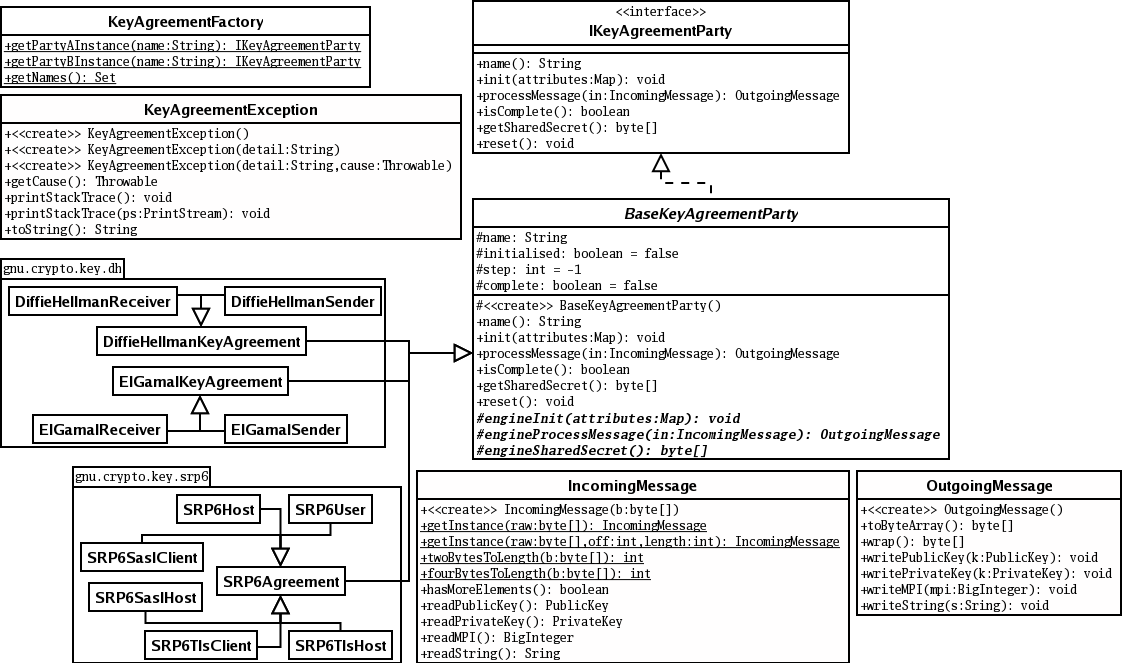 KeyAgreementFactory
+getPartyAInstance(name:String): IKeyAgreementParty
+getPartyBInstance(name:String): IKeyAgreementParty
+getNames(): Set
KeyAgreementException
+<<create>> KeyAgreementException()
+<<create>> KeyAgreementException(detail:String)
+<<create>> KeyAgreementException(detail:String,cause:Throwable)
+getCause(): Throwable
+printStackTrace(): void
+printStackTrace(ps:PrintStream): void
+toString(): String
<<interface>>
IKeyAgreementParty
+name(): String
+init(attributes:Map): void
+processMessage(in:IncomingMessage): OutgoingMessage
+isComplete(): boolean
+getSharedSecret(): byte[]
+reset(): void
BaseKeyAgreementParty
#name: String
#initialised: boolean = false
#step: int = -1
#complete: boolean = false
#<<create>> BaseKeyAgreementParty()
+name(): String
+init(attributes:Map): void
+processMessage(in:IncomingMessage): OutgoingMessage
+isComplete(): boolean
+getSharedSecret(): byte[]
+reset(): void
#engineInit(attributes:Map): void
#engineProcessMessage(in:IncomingMessage): OutgoingMessage
#engineSharedSecret(): byte[]
gnu.crypto.key.dh
DiffieHellmanReceiver
DiffieHellmanSender
DiffieHellmanKeyAgreement
ElGamalKeyAgreement
ElGamalReceiver
ElGamalSender
gnu.crypto.key.srp6
SRP6Host
SRP6User
SRP6SaslClient
SRP6Agreement
SRP6SaslHost
SRP6TlsClient
SRP6TlsHost
IncomingMessage
+<<create>> IncomingMessage(b:byte[])
+getInstance(raw:byte[]): IncomingMessage
+getInstance(raw:byte[],off:int,length:int): IncomingMessage
+twoBytesToLength(b:byte[]): int
+fourBytesToLength(b:byte[]): int
+hasMoreElements(): boolean
+readPublicKey(): PublicKey
+readPrivateKey(): PrivateKey
+readMPI(): BigInteger
+readString(): Sring
OutgoingMessage
+<<create>> OutgoingMessage()
+toByteArray(): byte[]
+wrap(): byte[]
+writePublicKey(k:PublicKey): void
+writePrivateKey(k:PrivateKey): void
+writeMPI(mpi:BigInteger): void
+writeString(s:Sring): void